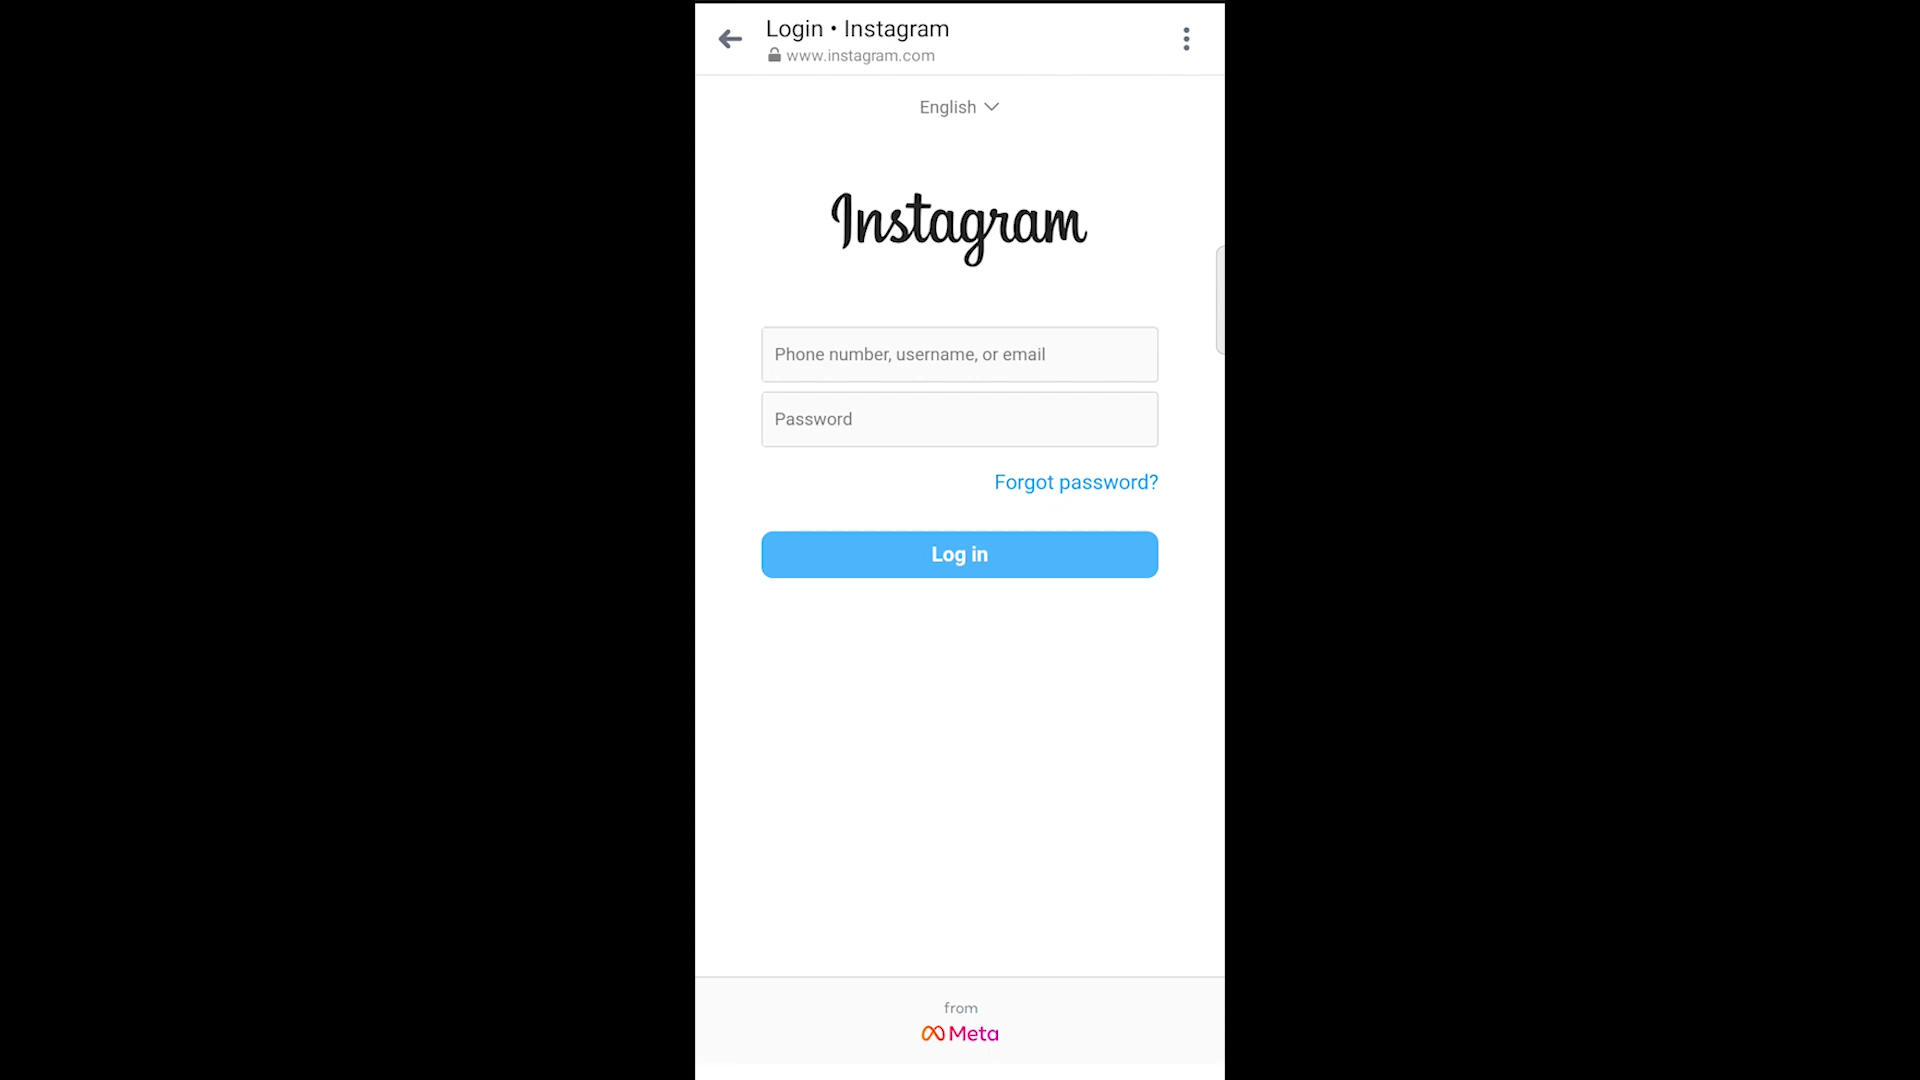 Login • Instagram
www.instagram.com
English
Instagram
Phone number, username, or email
Password
Forgot password?
Log in
from
Meta